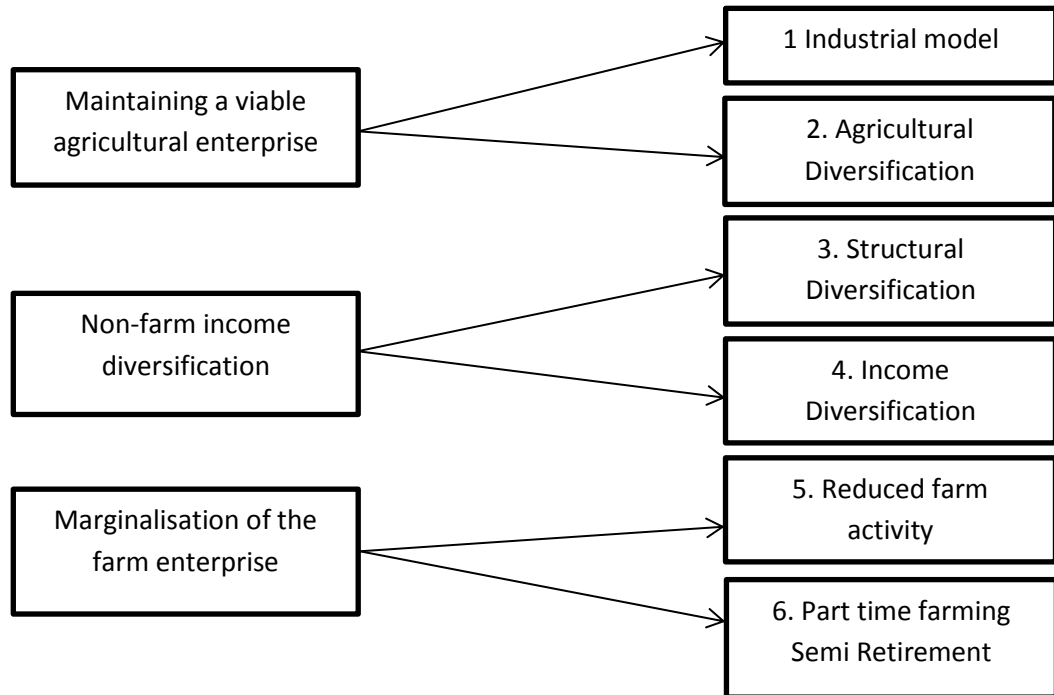 1 Industrial model
Maintaining a viable
agricultural enterprise
2. Agricultural
Diversification
3. Structural
Diversification
Non-farm income
diversification
4. Income
Diversification
5. Reduced farm
activity
Marginalisation of the
farm enterprise
6. Part time farming
Semi Retirement